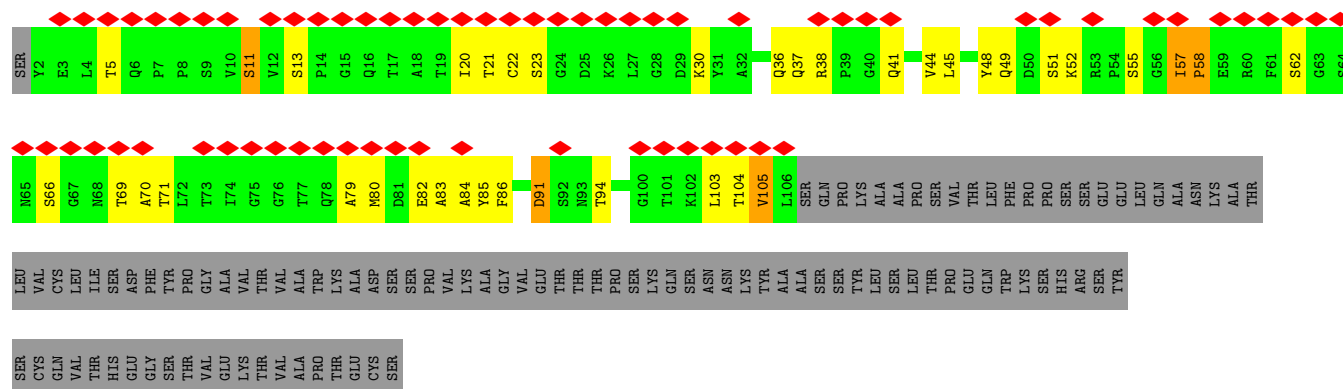 SER Y2 E3 L4 T5 Q6 P7 P8 S9 V10 S11 V12 S13 P14 G15 Q16 T17 A18 T19 I20 T21 C22 S23 G24 D25 K26 L27 G28 D29 K30 Y31 A32 Q36 Q37 R38 P39 G40 Q41 V44 L45 Y48 Q49 D50 S51 K52 R53 P54 S55 G56 I57 P58 E59 R60 F61 S62 G63 S64
N65 S66 G67 N68 T69 A70 T71 L72 T73 I74 G75 G76 T77 Q78 A79 M80 D81 E82 A83 A84 Y85 F86 D91 S92 N93 T94 G100 T101 K102 L103 T104 V105 L106 SER GLN PRO LYS ALA ALA PRO SER VAL THR LEU PHE PRO PRO SER SER GLU GLU LEU GLN ALA ASN LYS ALA THR
LEU VAL CYS LEU ILE SER ASP PHE TYR PRO GLY ALA VAL THR VAL ALA TRP LYS ALA ASP SER SER PRO VAL LYS ALA GLY VAL GLU THR THR THR PRO SER LYS GLN SER ASN ASN LYS TYR ALA ALA SER SER TYR LEU SER LEU THR PRO GLU GLN TRP LYS SER HIS ARG SER TYR
SER CYS GLN VAL THR HIS GLU GLY SER THR VAL GLU LYS THR VAL ALA PRO THR GLU CYS SER